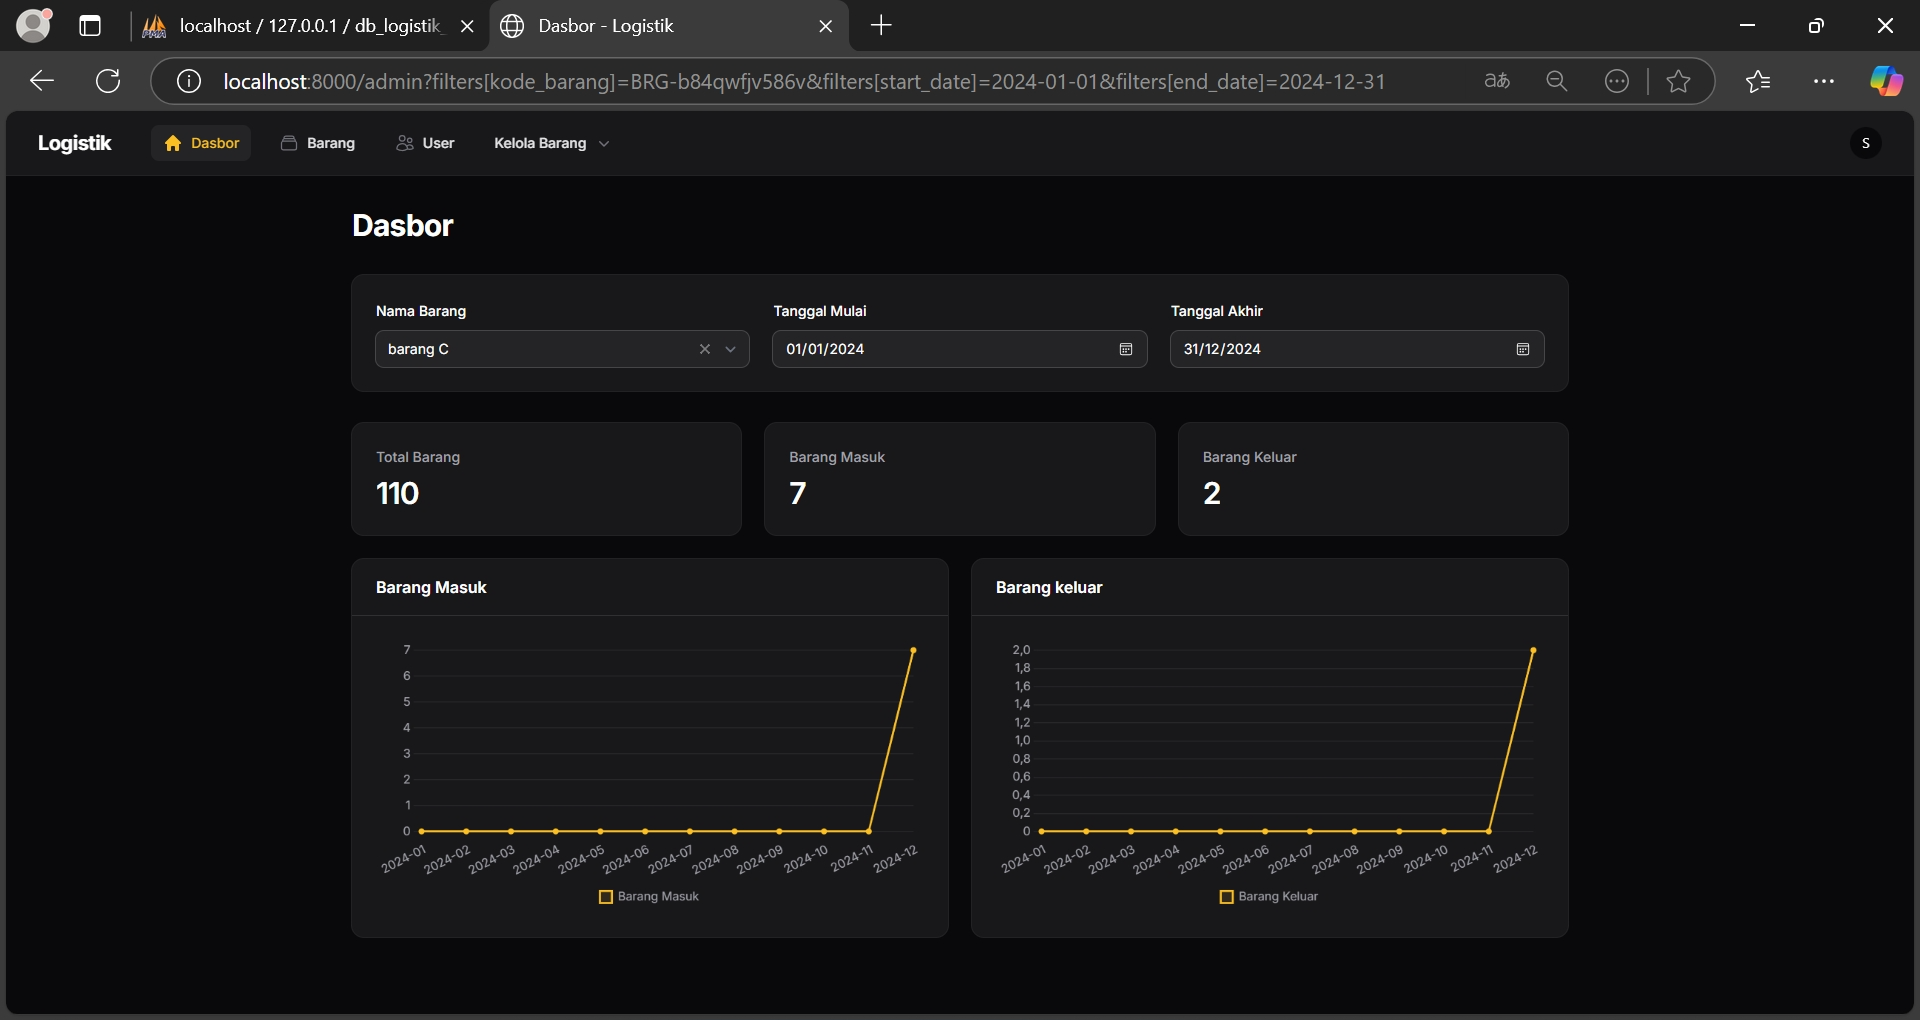 localhost / 127.0.0.1 / db_logistik_
Dasbor - Logistik
localhost:8000/admin?filters[kode_barang]=BRG-b84qwfjv586v&filters[start_date]=2024-01-01&filters[end_date]=2024-12-31
aあ
Logistik
Dasbor
Barang
User
Kelola Barang
S
Dasbor
Nama Barang
Tanggal Mulai
Tanggal Akhir
barang C
01/01/2024
31/12/2024
Total Barang
110
Barang Masuk
7
Barang Keluar
2
Barang Masuk
7
6
5
4
3
2
1
0
2024-01
2024-02
2024-03
2024-04
2024-05
2024-06
2024-07
2024-08
2024-09
2024-10
2024-11
2024-12
Barang Masuk
Barang keluar
2,0
1,8
1,6
1,4
1,2
1,0
0,8
0,6
0,4
0,2
0
2024-01
2024-02
2024-03
2024-04
2024-05
2024-06
2024-07
2024-08
2024-09
2024-10
2024-11
2024-12
Barang Keluar